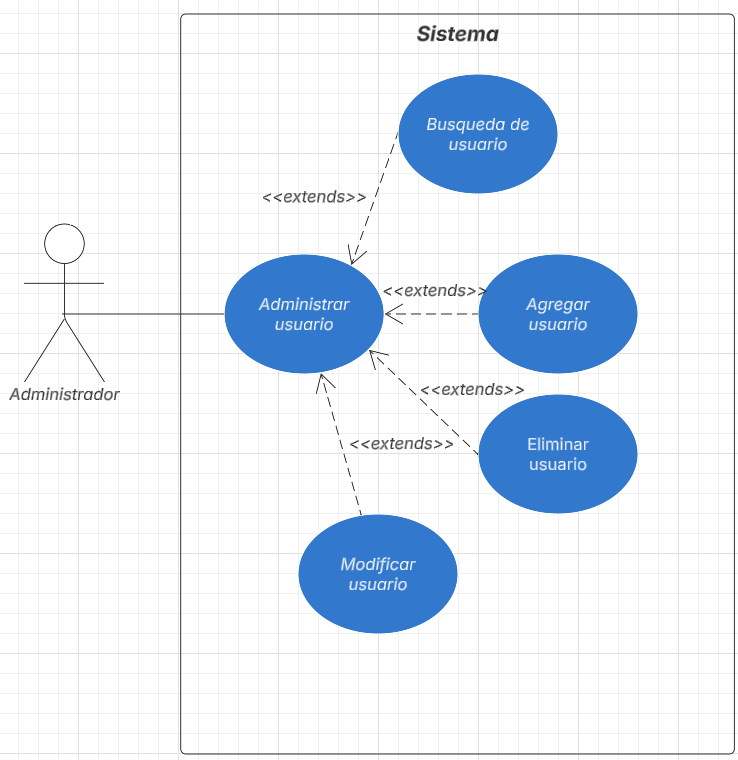 Sistema
Busqueda de
usuario
<<extends>>
Administrar
usuario
<<extends>>
Agregar
usuario
Administrador
<<extends>>
Eliminar
usuario
<<extends>>
Modificar
usuario